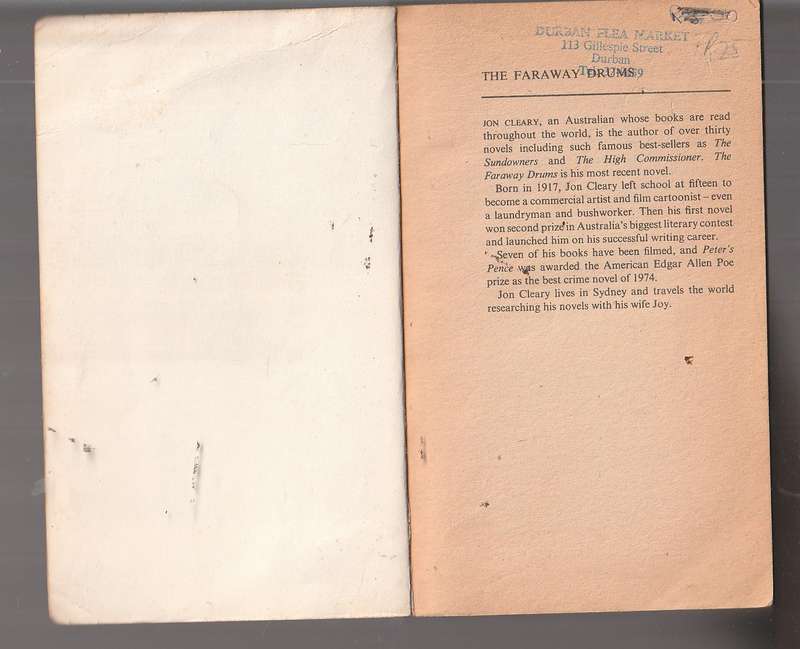 DURBAN FLEA MARKET
113 Gillespie Street
Durban
THE FARAWAY DRUMS
JON CLEARY, an Australian whose books are read
throughout the world, is the author of over thirty
novels including such famous best-sellers as The
Sundowners and The High Commissioner. The
Faraway Drums is his most recent novel.
Born in 1917, Jon Cleary left school at fifteen to
become a commercial artist and film cartoonist – even
a laundryman and bushworker. Then his first novel
won second prize in Australia's biggest literary contest
and launched him on his successful writing career.
Seven of his books have been filmed, and Peter's
Pence was awarded the American Edgar Allen Poe
prize as the best crime novel of 1974.
Jon Cleary lives in Sydney and travels the world
researching his novels with his wife Joy.